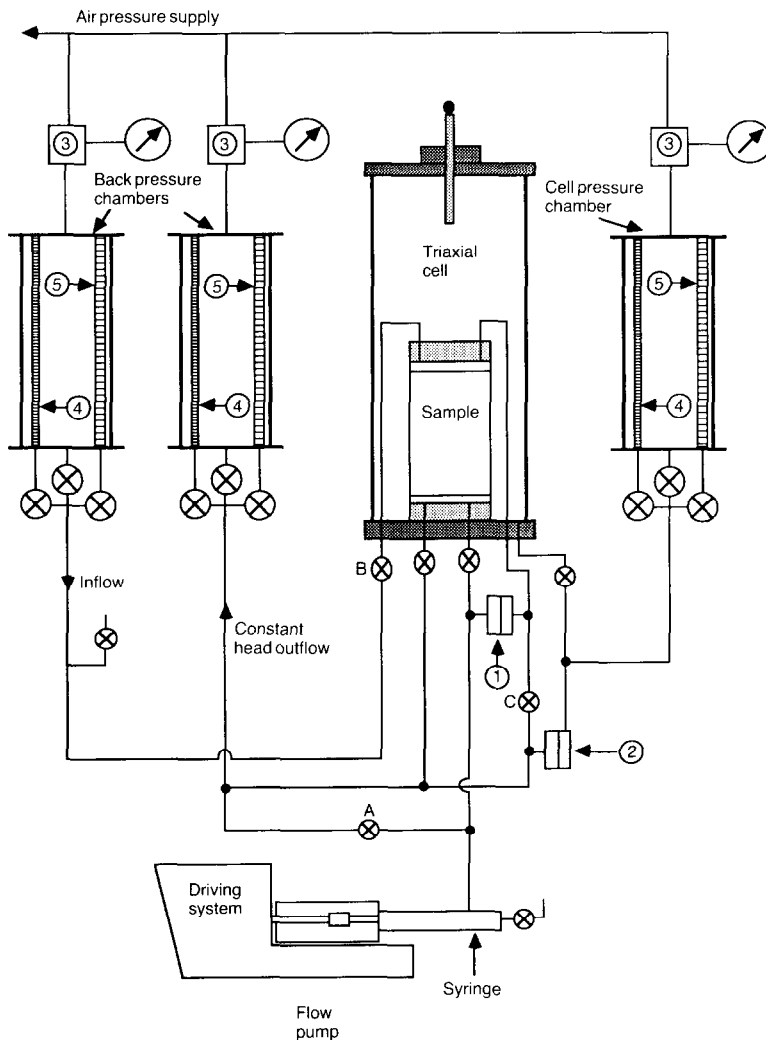 Air pressure supply
3
3
3
Back pressure
chambers
Cell pressure
chamber
Triaxial
cell
5
5
5
4
4
4
Sample
B
Inflow
Constant
head outflow
1
C
2
A
Driving
system
Syringe
Flow
pump